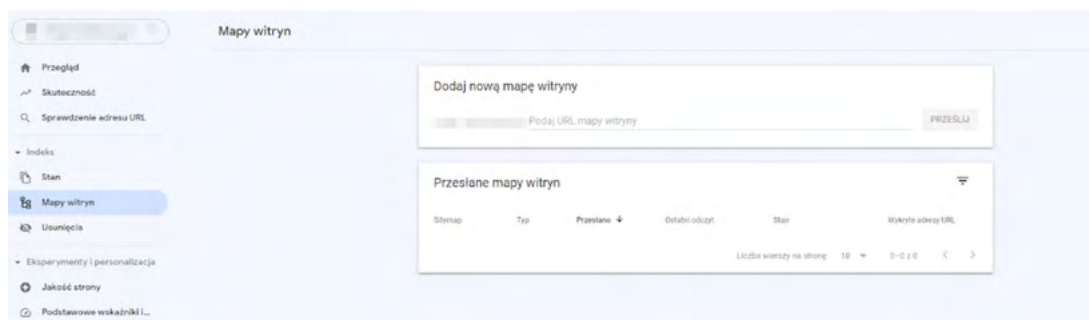 Mapy witryn
Przegląd
Skuteczność
Sprawdzenie adresu URL
Indeks
Stan
Mapy witryn
Usunięcia
Eksperymenty i personalizacja
Jakość strony
Podstawowe wskaźniki i...
Dodaj nową mapę witryny
Podaj URL mapy witryny
PRZEŚLIJ
Przesłane mapy witryn
Sitemap Typ Przesłano Ostatni odczyt Stan Wykryte adresy URL
Liczba wierszy na stronę: 10 0-0 z 0